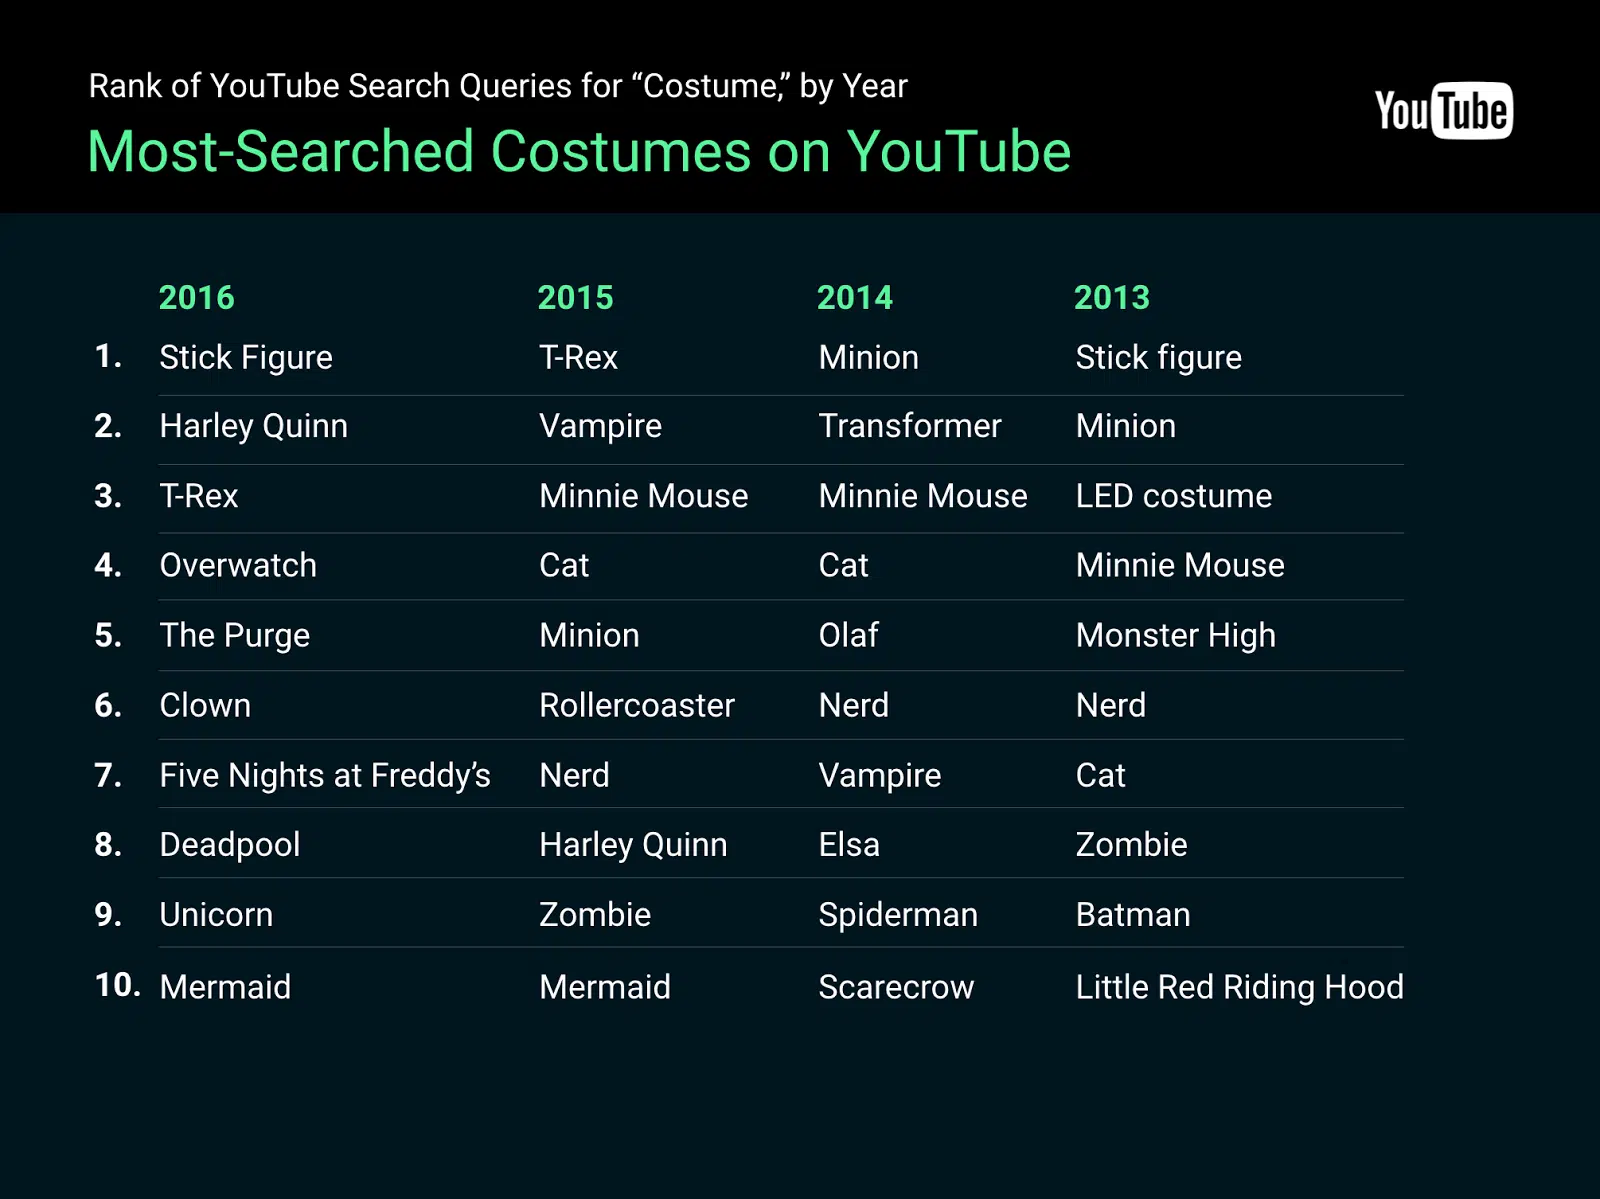 Rank of YouTube Search Queries for “Costume,” by Year
Most-Searched Costumes on YouTube
YouTube
2016 2015 2014 2013
1. Stick Figure T-Rex Minion Stick figure
2. Harley Quinn Vampire Transformer Minion
3. T-Rex Minnie Mouse Minnie Mouse LED costume
4. Overwatch Cat Cat Minnie Mouse
5. The Purge Minion Olaf Monster High
6. Clown Rollercoaster Nerd Nerd
7. Five Nights at Freddy’s Nerd Vampire Cat
8. Deadpool Harley Quinn Elsa Zombie
9. Unicorn Zombie Spiderman Batman
10. Mermaid Mermaid Scarecrow Little Red Riding Hood